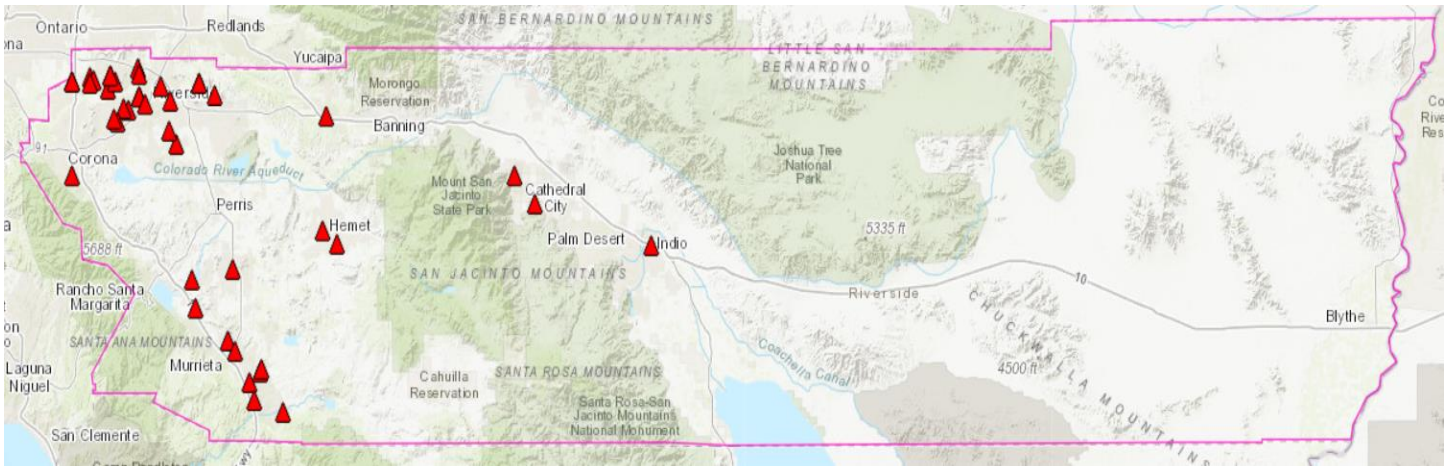 SAN BERNARDINO MOUNTAINS
Ontario
Redlands
Yucaipa
LITTLE SAN
BERNARDINO
MOUNTAINS
Morongo
Reservation
Banning
91
Corona
Colorado River Aqueduct
Joshua Tree
National
Park
Mount San
Jacinto
State Park
Cathedral
City
Perris
Hemet
5688 ft
Palm Desert
Indio
5335 ft
SAN JACINTO MOUNTAINS
10
Rancho Santa
Margarita
Riverside
CHUCKWALLA MOUNTAINS
Blythe
SANTA ANA MOUNTAINS
Murrieta
Laguna
Niguel
Cahuilla
Reservation
SANTA ROSA MOUNTAINS
Coachella Canal
4500 ft
Santa Rosa-San
Jacinto Mountains
National Monument
San Clemente